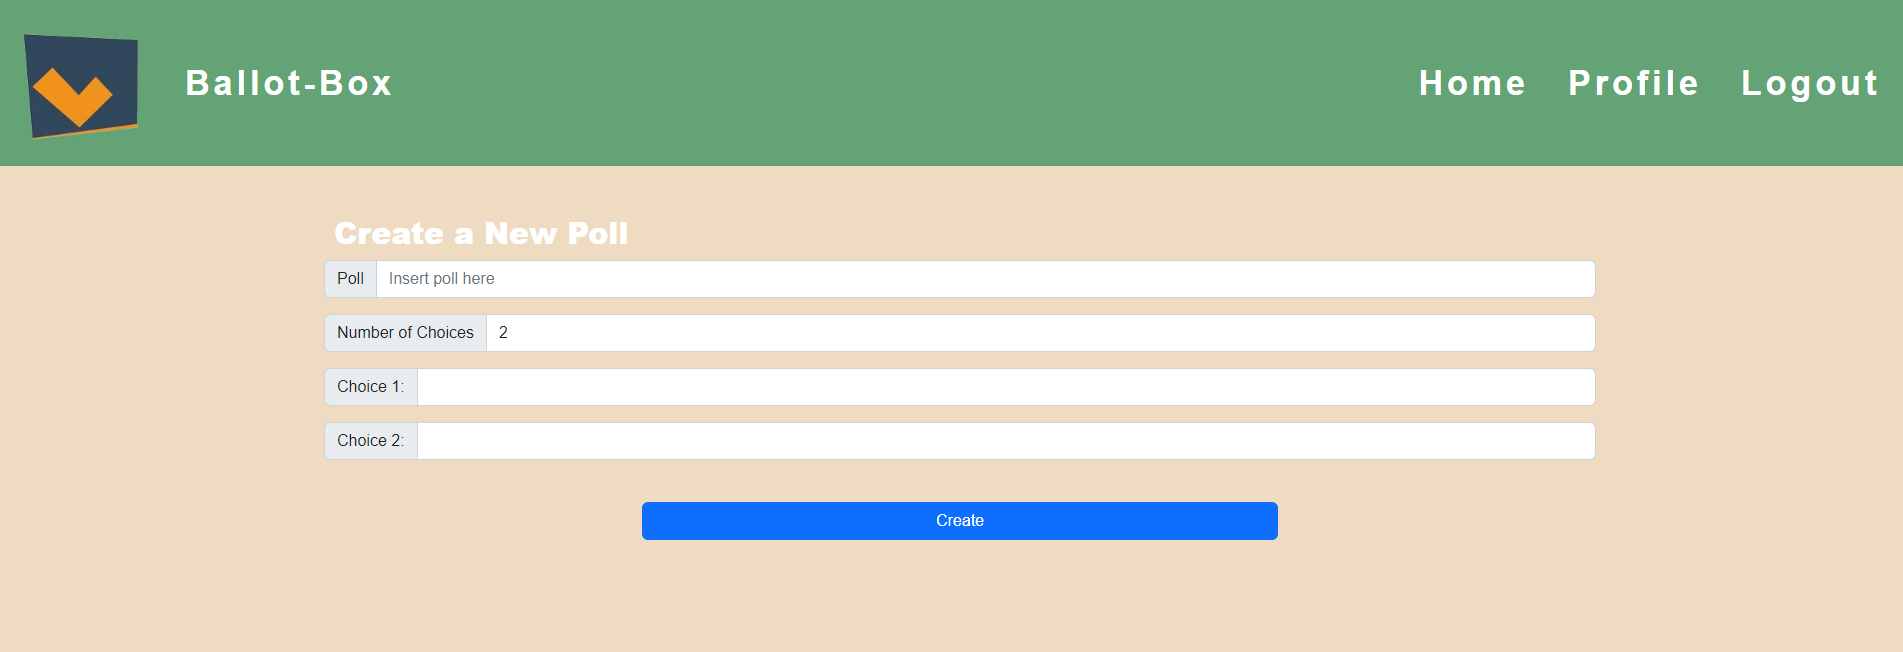 Ballot-Box
Home Profile Logout
Create a New Poll
Poll Insert poll here
Number of Choices 2
Choice 1:
Choice 2:
Create